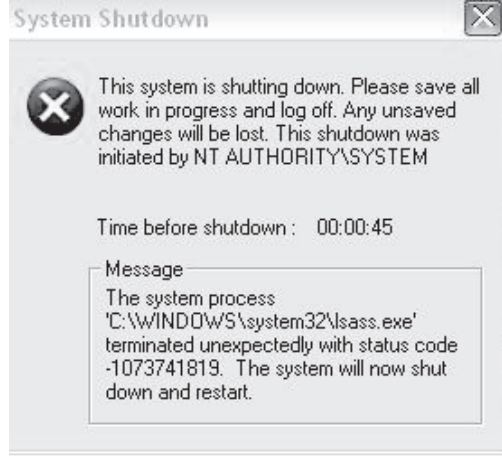 System Shutdown
This system is shutting down. Please save all
work in progress and log off. Any unsaved
changes will be lost. This shutdown was
initiated by NT AUTHORITY\SYSTEM
Time before shutdown : 00:00:45
Message
The system process
'C:\WINDOWS\system32\lsass.exe'
terminated unexpectedly with status code
-1073741819. The system will now shut
down and restart.